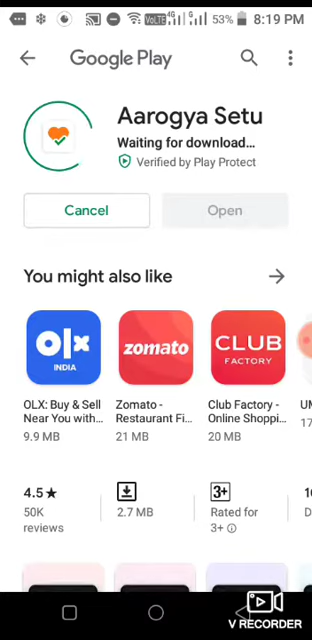 VoLTE 4G G 53% 8:19 PM
Google Play
Aarogya Setu
Waiting for download...
Verified by Play Protect
Cancel
Open
You might also like
olx
INDIA
zomato
CLUB
FACTORY
OLX: Buy & Sell
Near You with...
9.9 MB
Zomato -
Restaurant Fi...
21 MB
Club Factory -
Online Shoppi...
20 MB
UM
17
4.5★
50K
reviews
2.7 MB
3+
Rated for
3+
10
D
V RECORDER